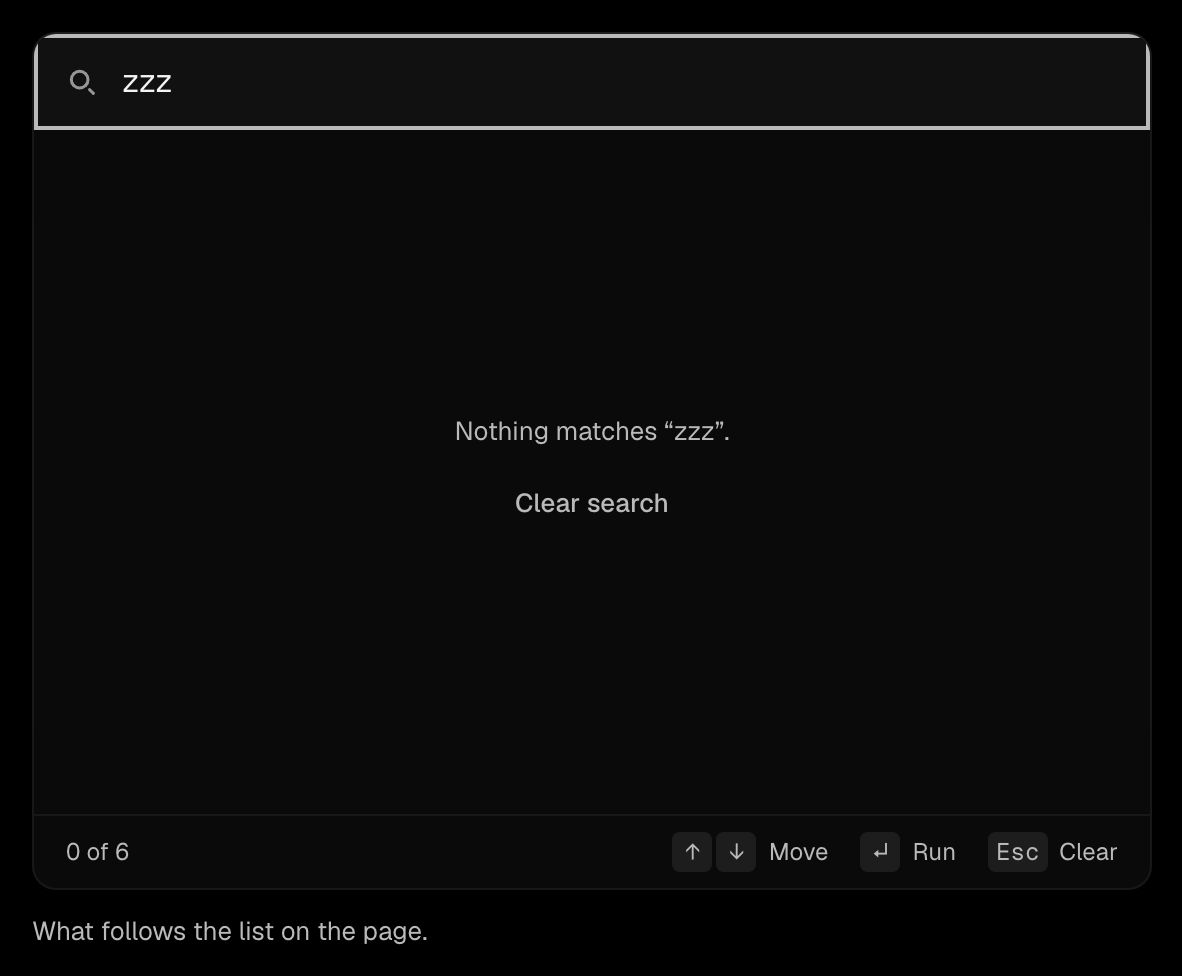 zzz
Nothing matches “zzz”.
Clear search
0 of 6 ↑ ↓ Move ↵ Run Esc Clear
What follows the list on the page.